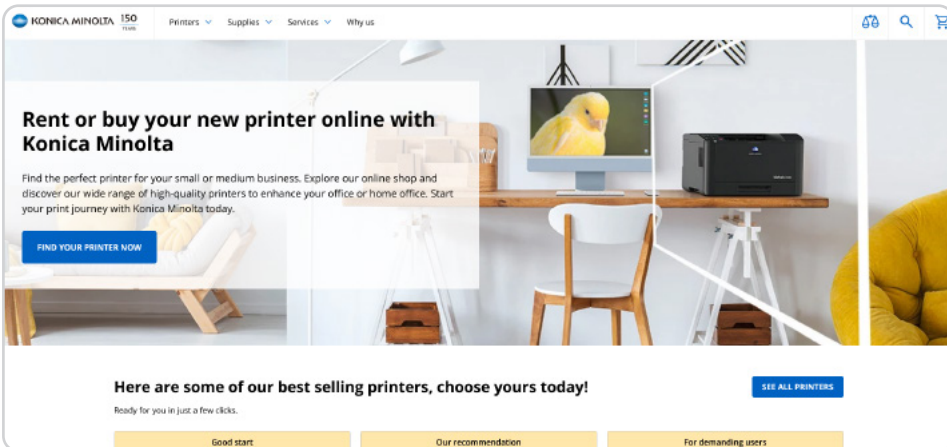 KONICA MINOLTA 150
YEARS
Printers Supplies Services Why us
Rent or buy your new printer online with
Konica Minolta
Find the perfect printer for your small or medium business. Explore our online shop and
discover our wide range of high-quality printers to enhance your office or home office. Start
your print journey with Konica Minolta today.
FIND YOUR PRINTER NOW
Here are some of our best selling printers, choose yours today!
SEE ALL PRINTERS
Ready for you in just a few clicks.
Good start Our recommendation For demanding users